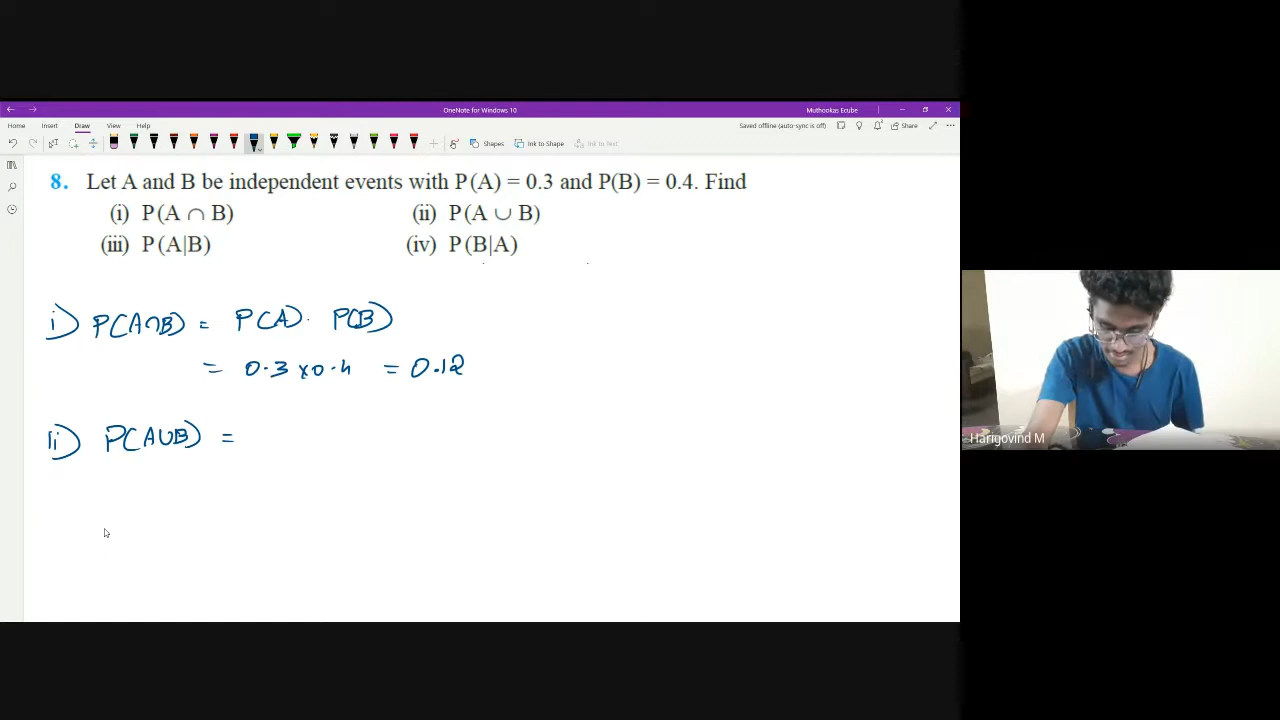 OneNote for Windows 10
Muthookas Ecube
Home Insert Draw View Help
Saved offline (auto-sync is off)
Share
Shapes
Ink to Shape
Ink to Text
8. Let A and B be independent events with P(A) = 0.3 and P(B) = 0.4. Find
(i) P(A ∩ B) (ii) P(A ∪ B)
(iii) P(A|B) (iv) P(B|A)
i) P(A∩B) = P(A). P(B)
= 0.3 x 0.4 = 0.12
ii) P(A∪B) =
Harigovind M